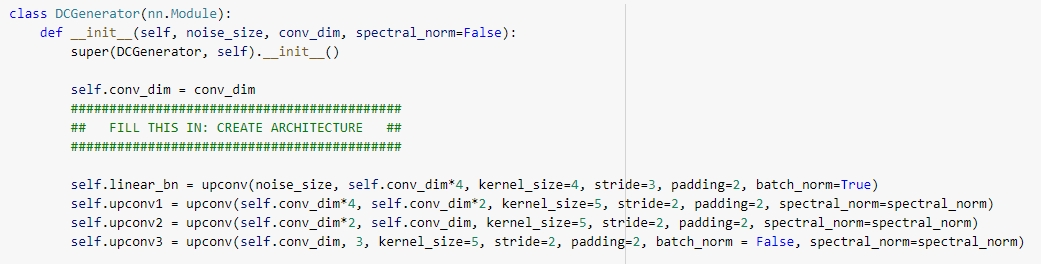 class DCGenerator(nn.Module):
    def __init__(self, noise_size, conv_dim, spectral_norm=False):
        super(DCGenerator, self).__init__()

        self.conv_dim = conv_dim
        ###########################################
        ##   FILL THIS IN: CREATE ARCHITECTURE   ##
        ###########################################

        self.linear_bn = upconv(noise_size, self.conv_dim*4, kernel_size=4, stride=3, padding=2, batch_norm=True)
        self.upconv1 = upconv(self.conv_dim*4, self.conv_dim*2, kernel_size=5, stride=2, padding=2, spectral_norm=spectral_norm)
        self.upconv2 = upconv(self.conv_dim*2, self.conv_dim, kernel_size=5, stride=2, padding=2, spectral_norm=spectral_norm)
        self.upconv3 = upconv(self.conv_dim, 3, kernel_size=5, stride=2, padding=2, batch_norm = False, spectral_norm=spectral_norm)